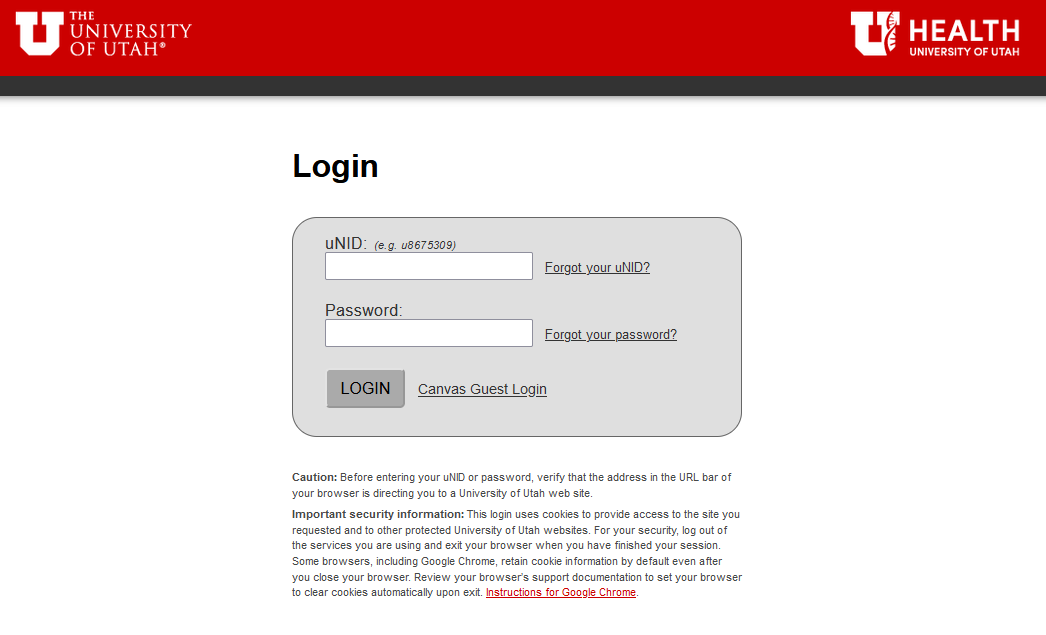 THE
UNIVERSITY
OF UTAH®
HEALTH
UNIVERSITY OF UTAH
Login
uNID: (e.g. u8675309)
Forgot your uNID?
Password:
Forgot your password?
LOGIN
Canvas Guest Login
Caution: Before entering your uNID or password, verify that the address in the URL bar of
your browser is directing you to a University of Utah web site.
Important security information: This login uses cookies to provide access to the site you
requested and to other protected University of Utah websites. For your security, log out of
the services you are using and exit your browser when you have finished your session.
Some browsers, including Google Chrome, retain cookie information by default even after
you close your browser. Review your browser's support documentation to set your browser
to clear cookies automatically upon exit. Instructions for Google Chrome.